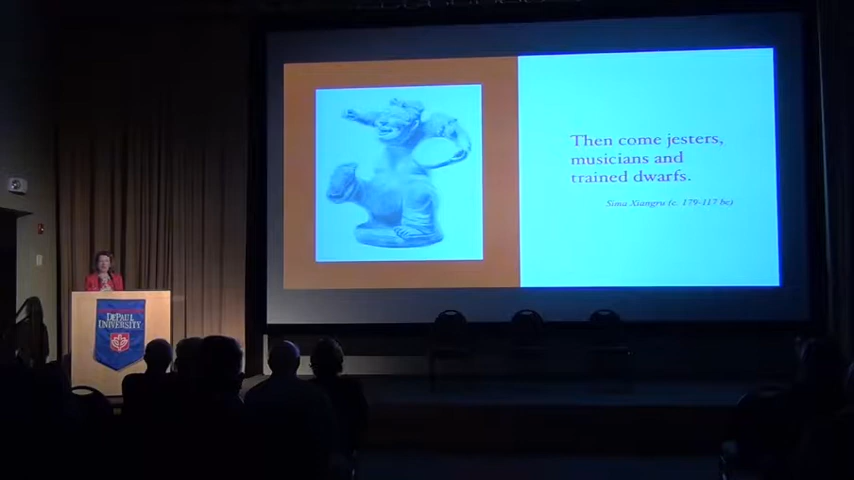 Then come jesters,
musicians and
trained dwarfs.
Sima Xiangru (c. 179-117 bc)
DEPAUL
UNIVERSITY